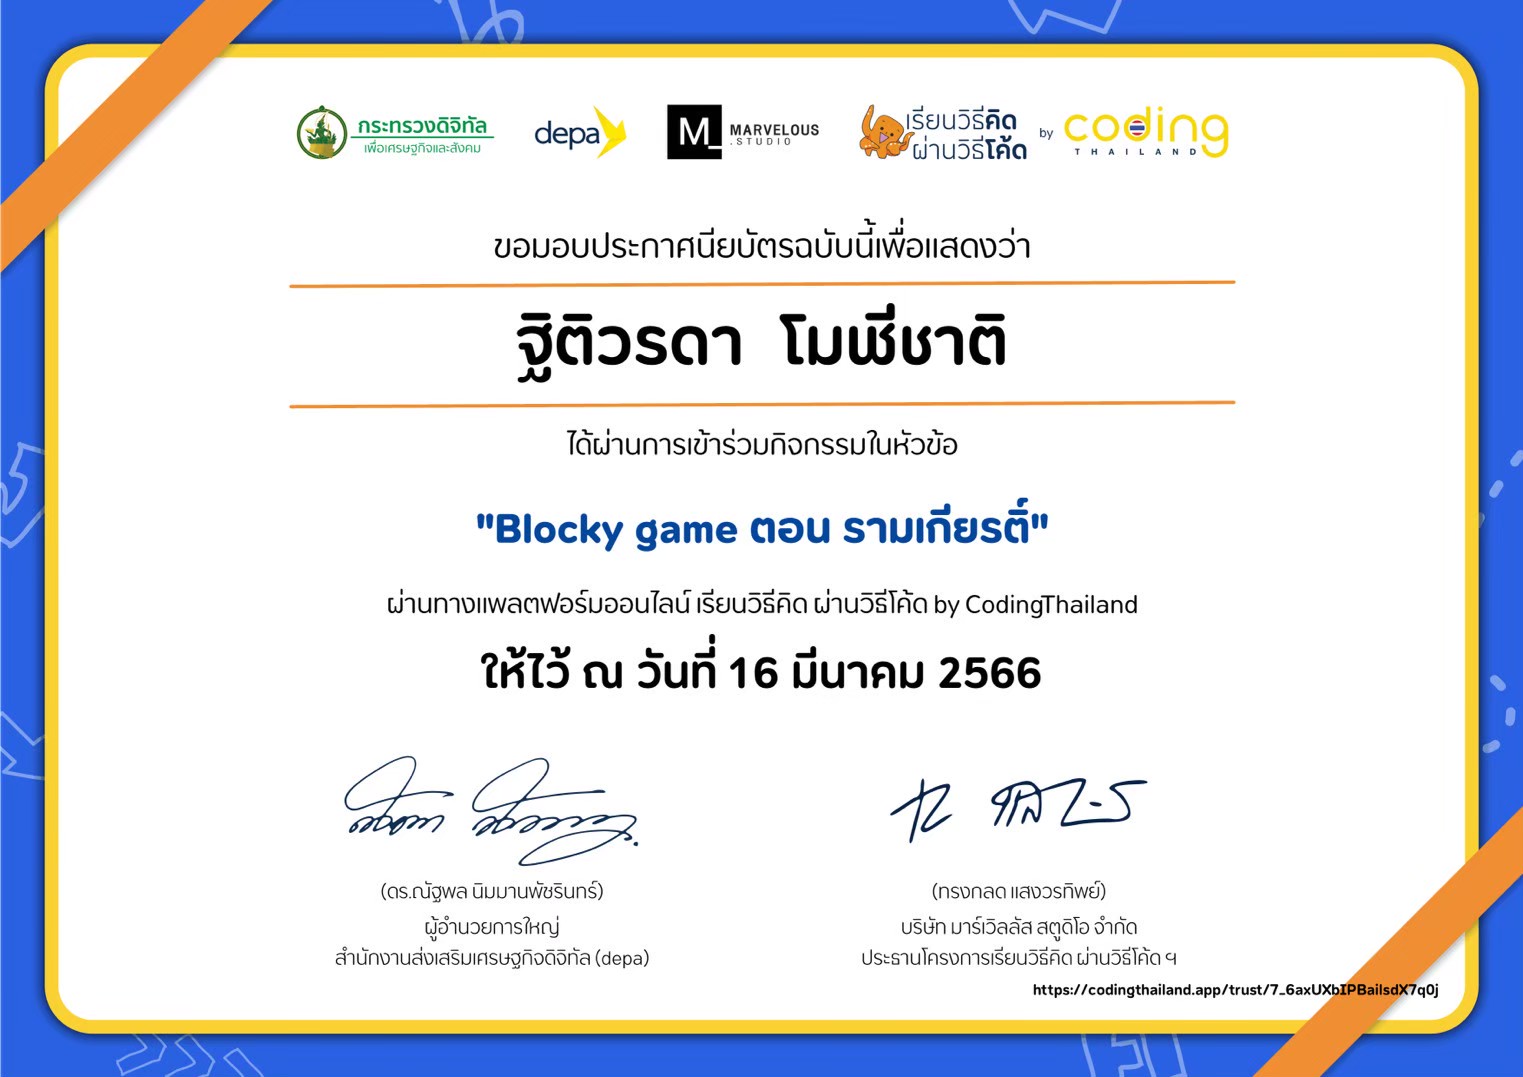 กระทรวงดิจิทัล
เพื่อเศรษฐกิจและสังคม
depa
M_ MARVELOUS
.STUDIO
เรียนวิธีคิด
ผ่านวิธีโค้ด
by
coding
THAILAND
ขอมอบประกาศนียบัตรฉบับนี้เพื่อแสดงว่า
ฐิติวรดา โมพีชาติ
ได้ผ่านการเข้าร่วมกิจกรรมในหัวข้อ
"Blocky game ตอน รามเกียรติ์"
ผ่านทางแพลตฟอร์มออนไลน์ เรียนวิธีคิด ผ่านวิธีโค้ด by CodingThailand
ให้ไว้ ณ วันที่ 16 มีนาคม 2566
(ดร.ณัฐพล นิมมานพัชรินทร์)
ผู้อำนวยการใหญ่
สำนักงานส่งเสริมเศรษฐกิจดิจิทัล (depa)
(ทรงกลด แสงวรทิพย์)
บริษัท มาร์เวิลลัส สตูดิโอ จำกัด
ประธานโครงการเรียนวิธีคิด ผ่านวิธีโค้ด ฯ
https://codingthailand.app/trust/7_6axUXbIPBailsdX7q0j